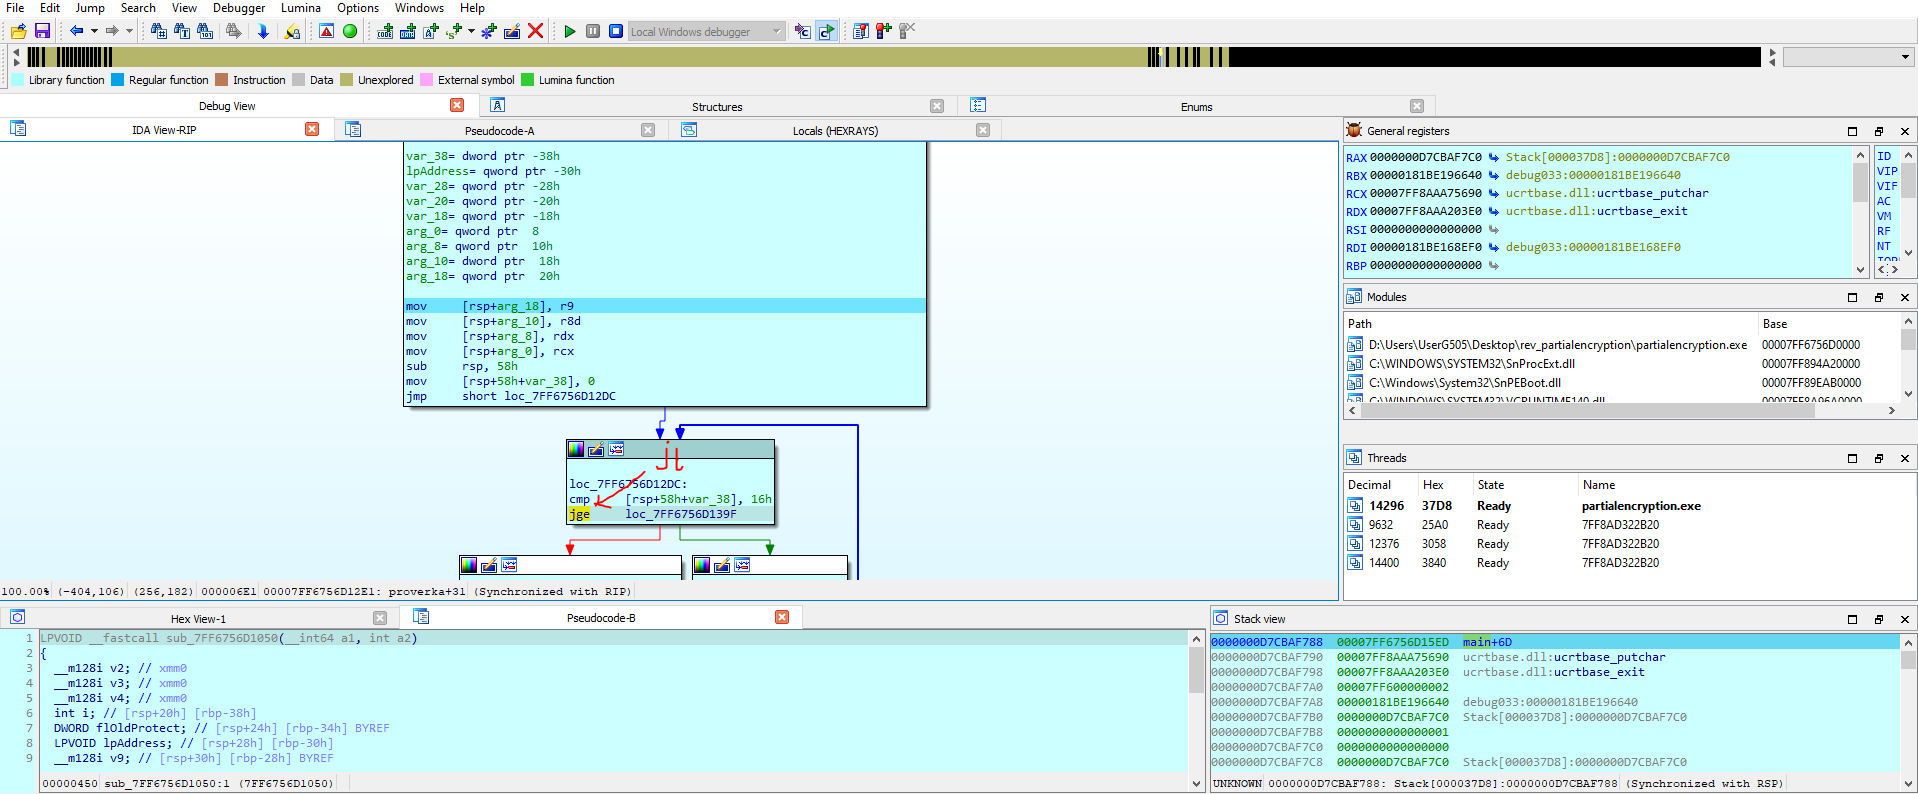 File Edit Jump Search View Debugger Lumina Options Windows Help
Local Windows debugger
Library function Regular function Instruction Data Unexplored External symbol Lumina function
Debug View Structures Enums
IDA View-RIP Pseudocode-A Locals (HEXRAYS)
var_38= dword ptr -38h
lpAddress= qword ptr -30h
var_28= qword ptr -28h
var_20= qword ptr -20h
var_18= qword ptr -18h
arg_0= qword ptr  8
arg_8= qword ptr  10h
arg_10= dword ptr  18h
arg_18= qword ptr  20h
mov     [rsp+arg_18], r9
mov     [rsp+arg_10], r8d
mov     [rsp+arg_8], rdx
mov     [rsp+arg_0], rcx
sub     rsp, 58h
mov     [rsp+58h+var_38], 0
jmp     short loc_7FF6756D12DC
jl
loc_7FF6756D12DC:
cmp     [rsp+58h+var_38], 16h
jge     loc_7FF6756D139F
100.00% (-404,106) (256,182) 000006E1 00007FF6756D12E1: proverka+31 (Synchronized with RIP)
General registers
RAX 0000000D7CBAF7C0 Stack[000037D8]:0000000D7CBAF7C0
RBX 00000181BE196640 debug033:00000181BE196640
RCX 00007FF8AAA75690 ucrtbase.dll:ucrtbase_putchar
RDX 00007FF8AAA203E0 ucrtbase.dll:ucrtbase_exit
RSI 0000000000000000
RDI 00000181BE168EF0 debug033:00000181BE168EF0
RBP 0000000000000000
ID
VIP
VIF
AC
VM
RF
NT
Modules
Path Base
D:\Users\UserG505\Desktop\rev_partialencryption\partialencryption.exe 00007FF6756D0000
C:\WINDOWS\SYSTEM32\SnProcExt.dll 00007FF894A20000
C:\Windows\System32\SnPEBoot.dll 00007FF89EAB0000
C:\WINDOWS\SYSTEM32\VCRUNTIME140.dll 00007FF8A96A0000
Threads
Decimal Hex State Name
14296 37D8 Ready partialencryption.exe
9632 25A0 Ready 7FF8AD322B20
12376 3058 Ready 7FF8AD322B20
14400 3840 Ready 7FF8AD322B20
Hex View-1 Pseudocode-B
1 LPVOID __fastcall sub_7FF6756D1050(__int64 a1, int a2)
2 {
3   __m128i v2; // xmm0
4   __m128i v3; // xmm0
5   __m128i v4; // xmm0
6   int i; // [rsp+20h] [rbp-38h]
7   DWORD flOldProtect; // [rsp+24h] [rbp-34h] BYREF
8   LPVOID lpAddress; // [rsp+28h] [rbp-30h]
9   __m128i v9; // [rsp+30h] [rbp-28h] BYREF
00000450 sub_7FF6756D1050:1 (7FF6756D1050)
Stack view
0000000D7CBAF788 00007FF6756D15ED main+6D
0000000D7CBAF790 00007FF8AAA75690 ucrtbase.dll:ucrtbase_putchar
0000000D7CBAF798 00007FF8AAA203E0 ucrtbase.dll:ucrtbase_exit
0000000D7CBAF7A0 00007FF600000002
0000000D7CBAF7A8 00000181BE196640 debug033:00000181BE196640
0000000D7CBAF7B0 0000000D7CBAF7C0 Stack[000037D8]:0000000D7CBAF7C0
0000000D7CBAF7B8 0000000000000001
0000000D7CBAF7C0 0000000000000000
0000000D7CBAF7C8 0000000D7CBAF7C0 Stack[000037D8]:0000000D7CBAF7C0
UNKNOWN 0000000D7CBAF788: Stack[000037D8]:0000000D7CBAF788 (Synchronized with RSP)